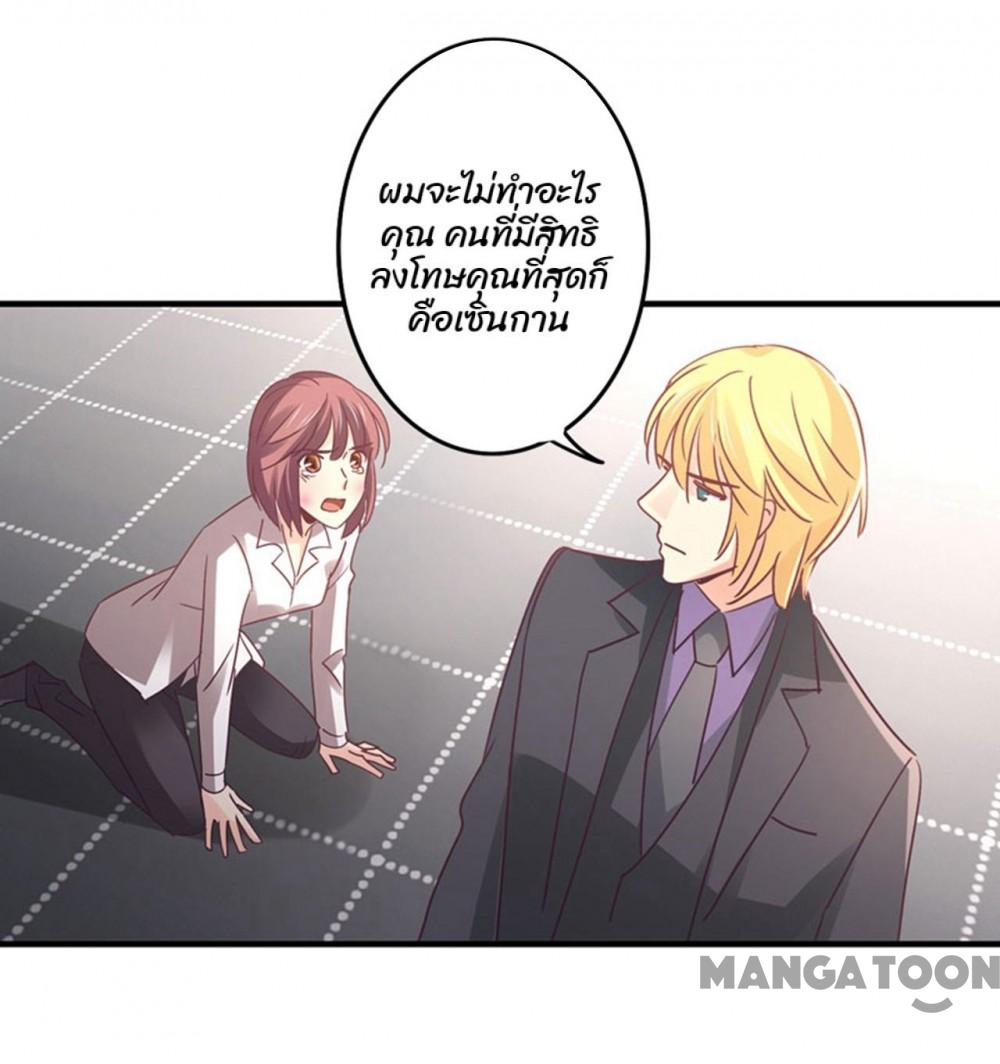 ผมจะไม่ทำอะไร
คุณ คนที่มีสิทธิ
ลงโทษคุณที่สุดก็
คือเซินกาน
MANGATOON